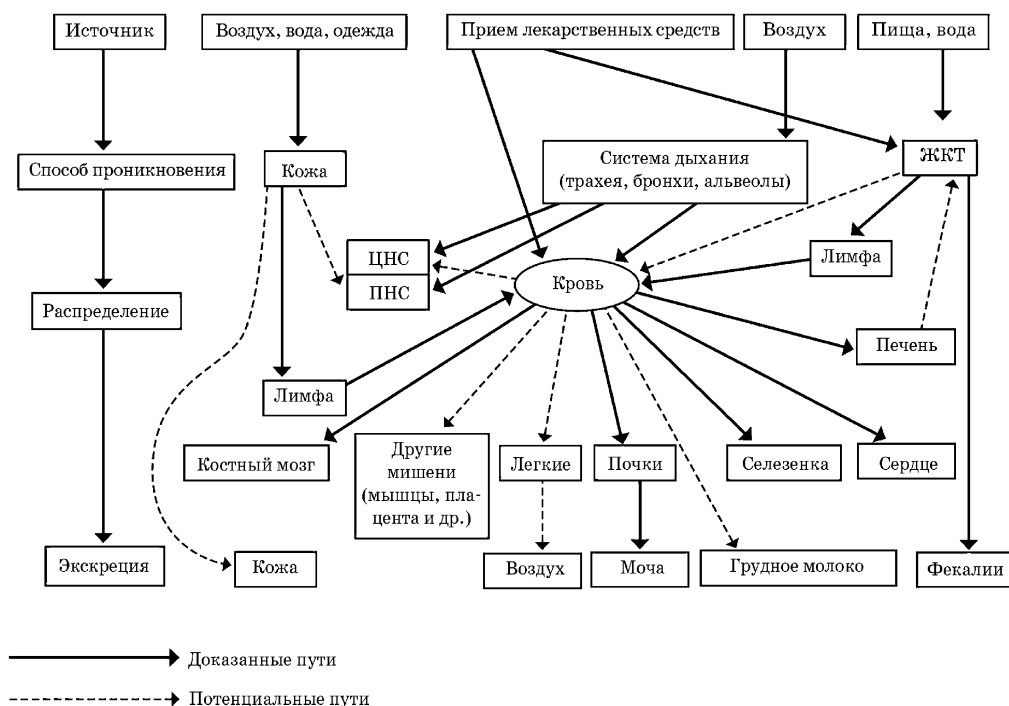 Источник
Воздух, вода, одежда
Прием лекарственных средств
Воздух
Пища, вода
Способ проникновения
Кожа
Система дыхания
(трахея, бронхи, альвеолы)
ЖКТ
ЦНС
ПНС
Кровь
Лимфа
Распределение
Печень
Лимфа
Костный мозг
Другие
мишени
(мышцы, пла-
цента и др.)
Легкие
Почки
Селезенка
Сердце
Экскреция
Кожа
Воздух
Моча
Грудное молоко
Фекалии
Доказанные пути
Потенциальные пути